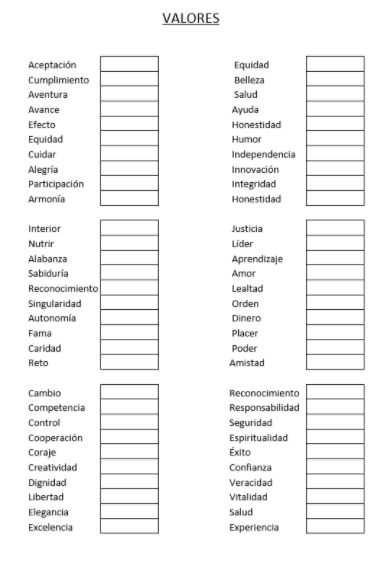 VALORES
Aceptación
Cumplimiento
Aventura
Avance
Efecto
Equidad
Cuidar
Alegría
Participación
Armonía
Equidad
Belleza
Salud
Ayuda
Honestidad
Humor
Independencia
Innovación
Integridad
Honestidad
Interior
Nutrir
Alabanza
Sabiduría
Reconocimiento
Singularidad
Autonomía
Fama
Caridad
Reto
Justicia
Líder
Aprendizaje
Amor
Lealtad
Orden
Dinero
Placer
Poder
Amistad
Cambio
Competencia
Control
Cooperación
Coraje
Creatividad
Dignidad
Libertad
Elegancia
Excelencia
Reconocimiento
Responsabilidad
Seguridad
Espiritualidad
Éxito
Confianza
Veracidad
Vitalidad
Salud
Experiencia